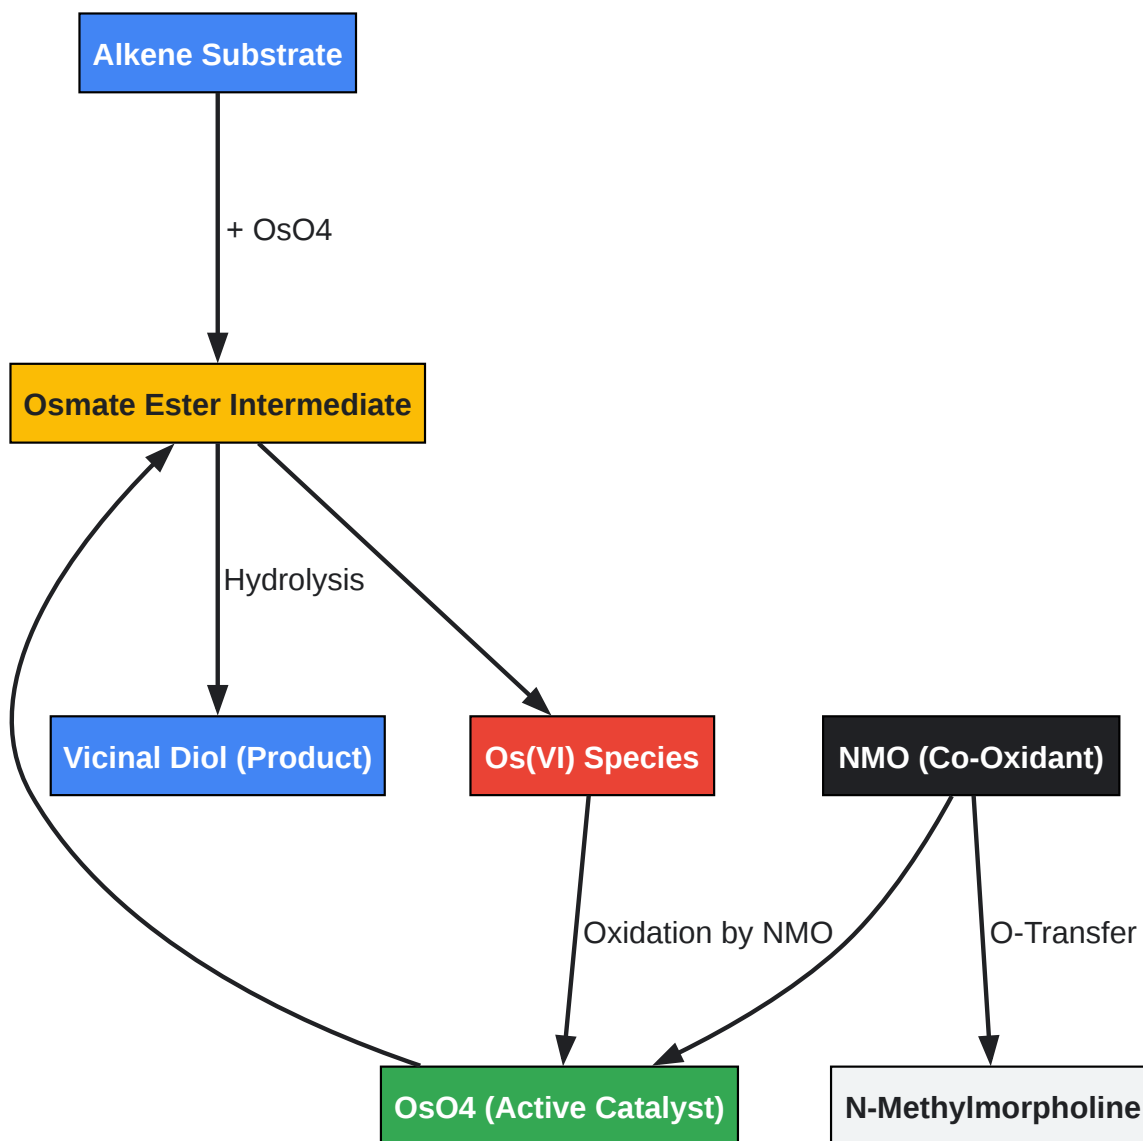 Alkene Substrate
+ OsO4
Osmate Ester Intermediate
Hydrolysis
Vicinal Diol (Product)
Os(VI) Species
NMO (Co-Oxidant)
Oxidation by NMO
O-Transfer
OsO4 (Active Catalyst)
N-Methylmorpholine